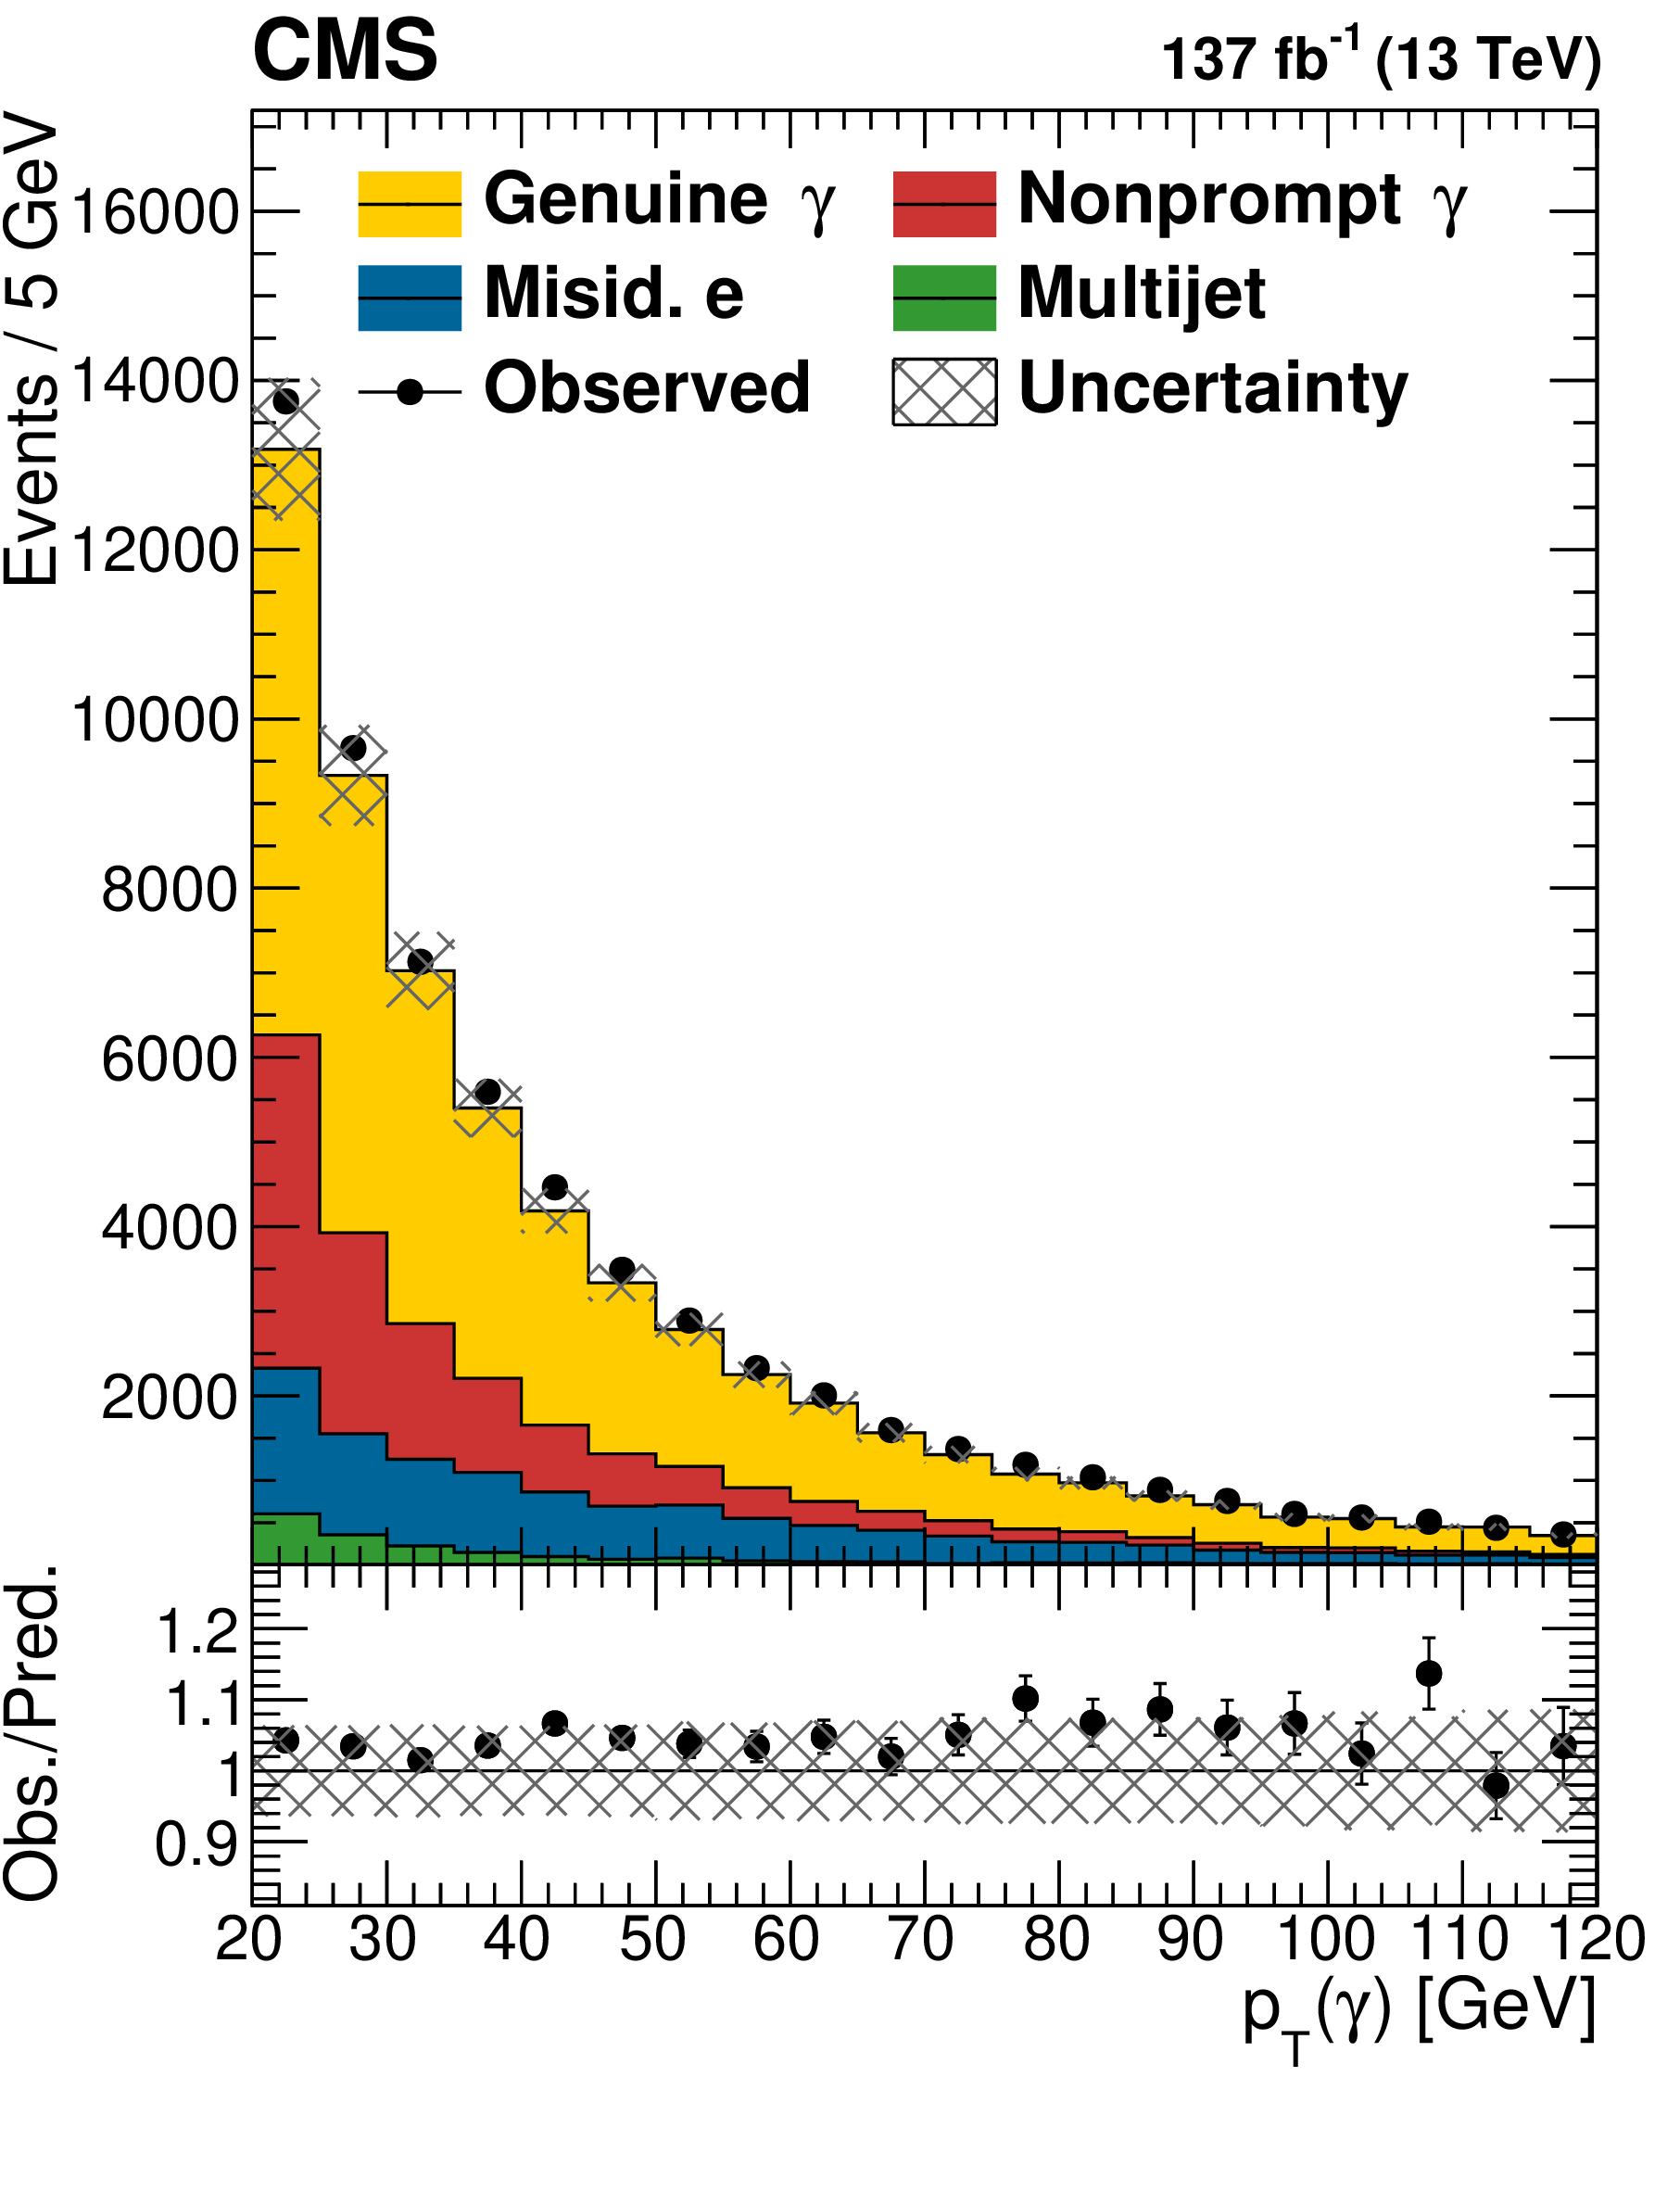 CMS
137 fb-1 (13 TeV)
Events / 5 GeV
16000
14000
12000
10000
8000
6000
4000
2000
Genuine γ
Nonprompt γ
Misid. e
Multijet
Observed
Uncertainty
Obs./Pred.
1.2
1.1
1
0.9
20 30 40 50 60 70 80 90 100 110 120
pT(γ) [GeV]